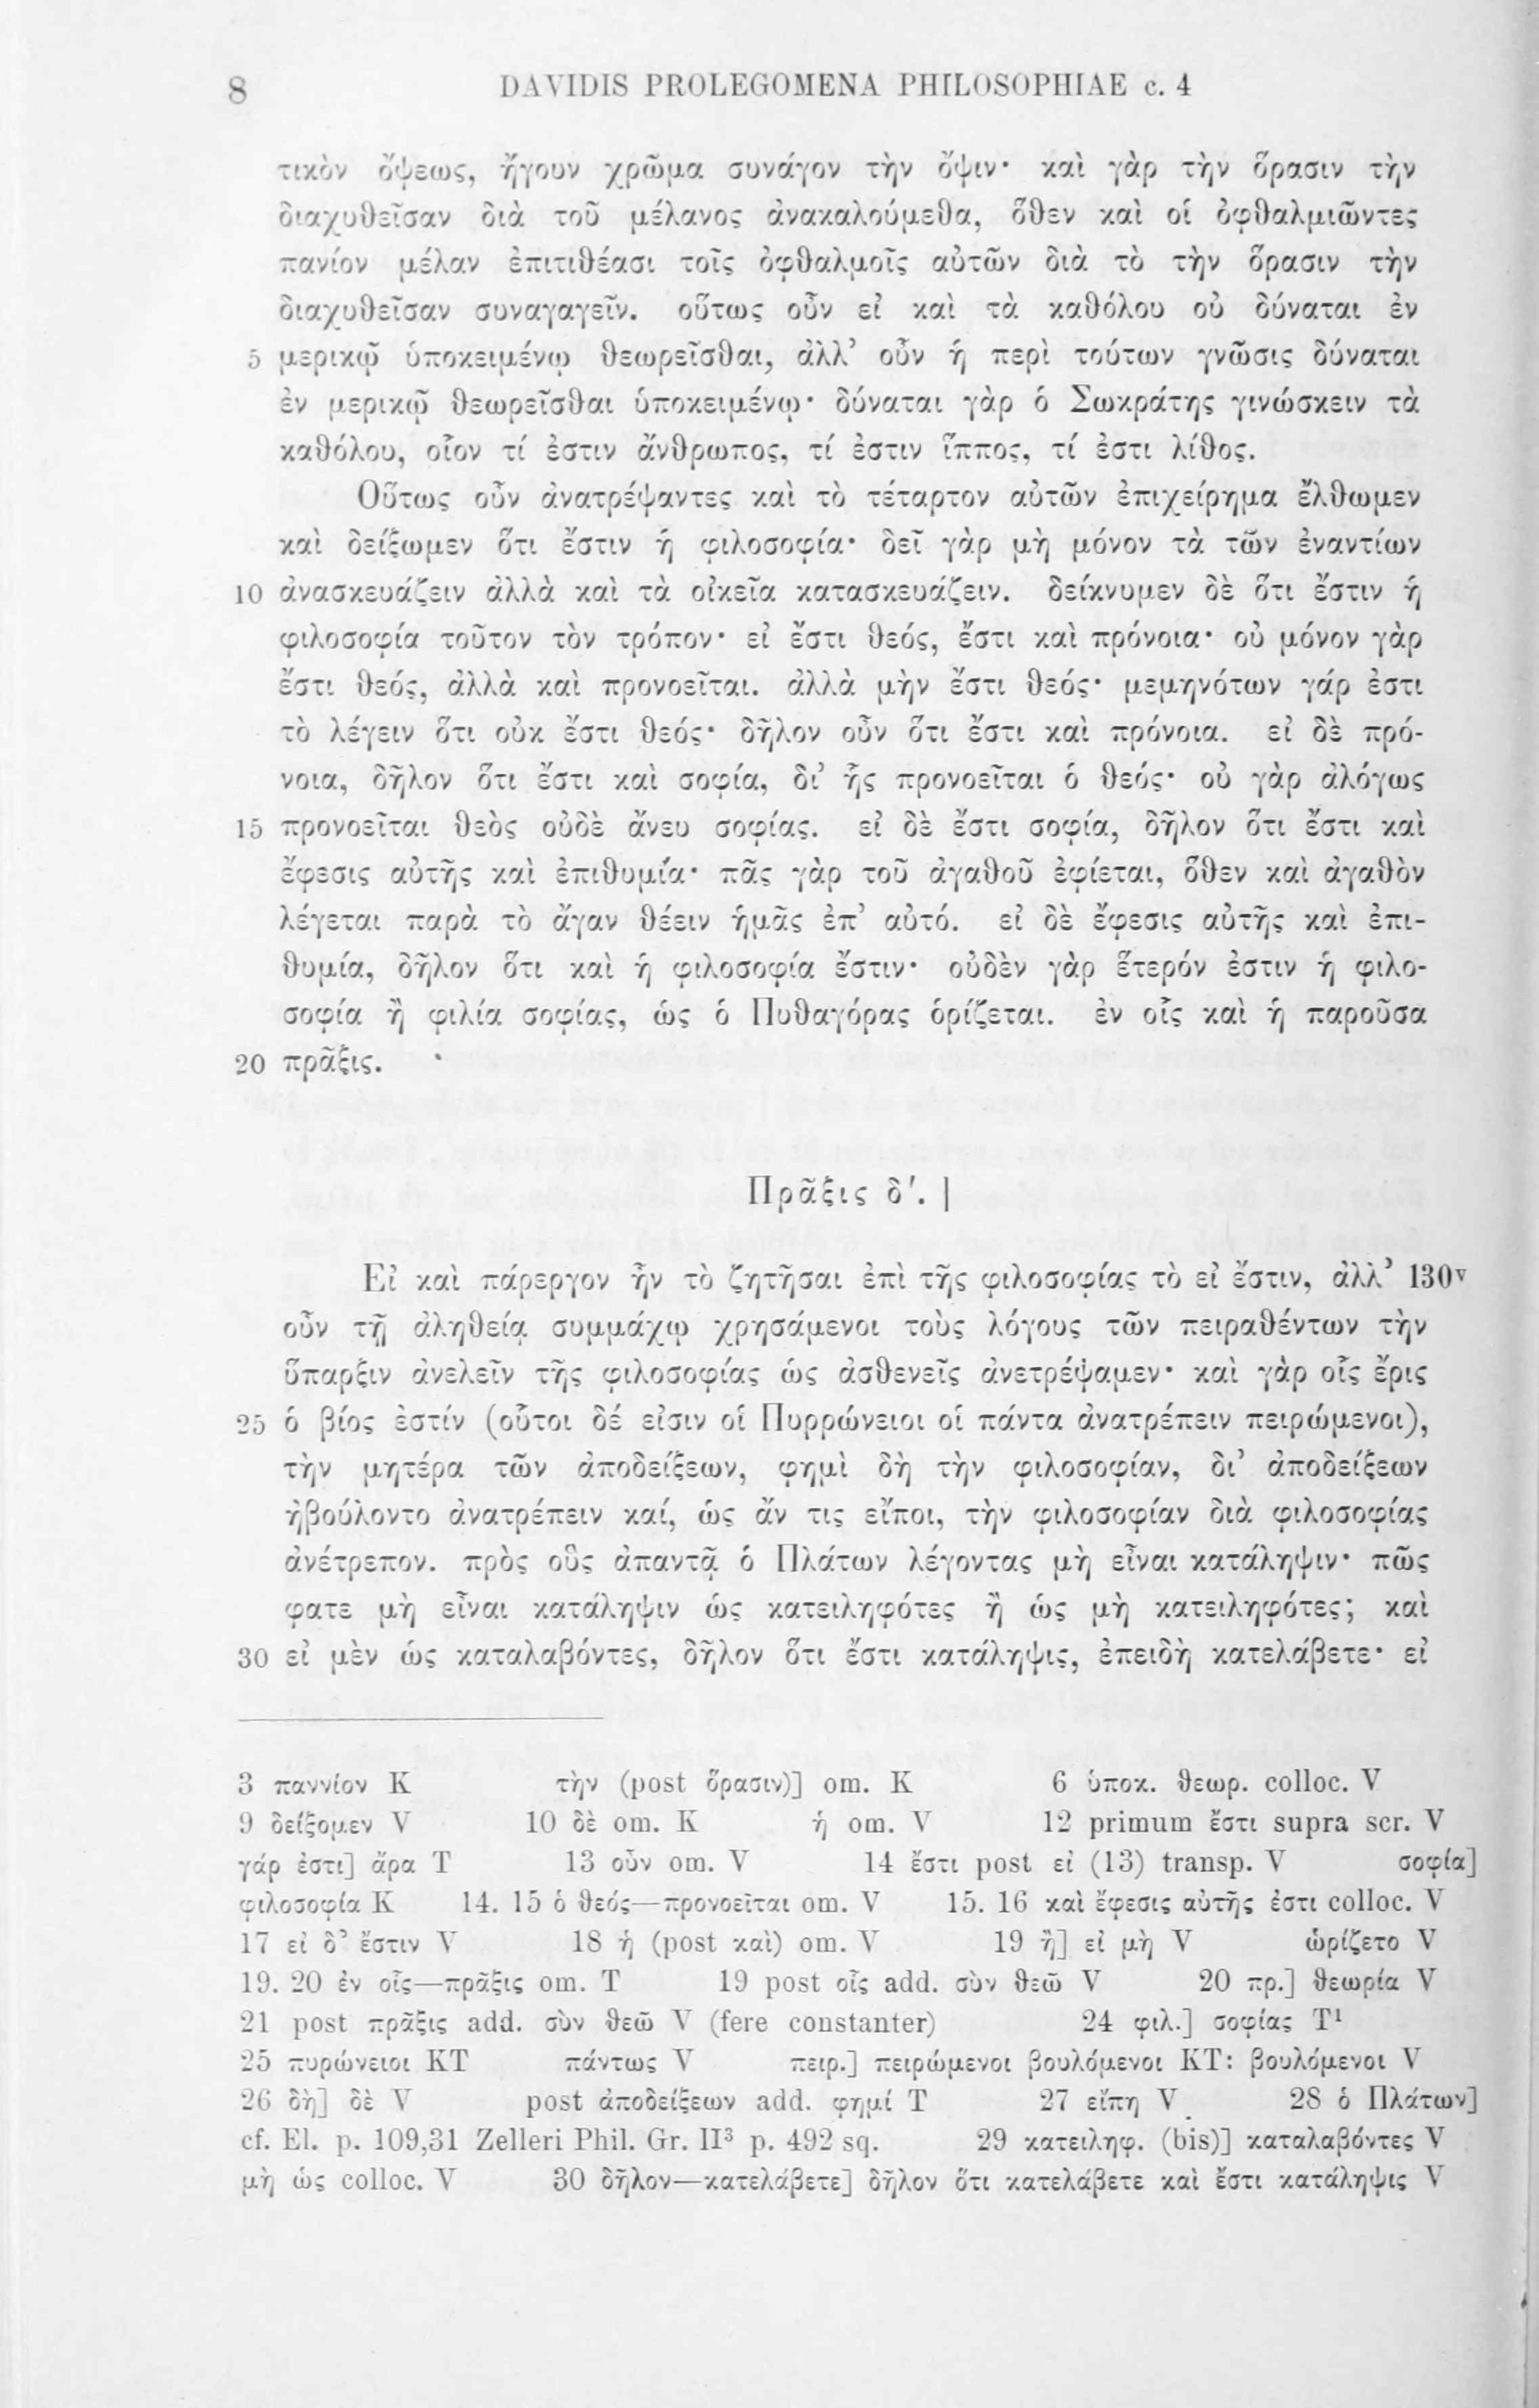 8 DAVIDIS PROLEGOMENA PHILOSOPHIAE c. 4
τικὸν ὄψεως, ἤγουν χρῶμα συνάγον τὴν ὄψιν· καὶ γὰρ τὴν ὅρασιν τὴν
διαχυθεῖσαν διὰ τοῦ μέλανος ἀνακαλούμεθα, ὅθεν καὶ οἱ ὀφθαλμιῶντες
πανίον μέλαν ἐπιτιθέασι τοῖς ὀφθαλμοῖς αὐτῶν διὰ τὸ τὴν ὅρασιν τὴν
διαχυθεῖσαν συναγαγεῖν. οὕτως οὖν εἰ καὶ τὰ καθόλου οὐ δύναται ἐν
5 μερικῷ ὑποκειμένῳ θεωρεῖσθαι, ἀλλ’ οὖν ἡ περὶ τούτων γνῶσις δύναται
ἐν μερικῷ θεωρεῖσθαι ὑποκειμένῳ· δύναται γὰρ ὁ Σωκράτης γινώσκειν τὰ
καθόλου, οἷον τί ἐστιν ἄνθρωπος, τί ἐστιν ἵππος, τί ἐστι λίθος.
Οὕτως οὖν ἀνατρέψαντες καὶ τὸ τέταρτον αὐτῶν ἐπιχείρημα ἔλθωμεν
καὶ δείξωμεν ὅτι ἔστιν ἡ φιλοσοφία· δεῖ γὰρ μὴ μόνον τὰ τῶν ἐναντίων
10 ἀνασκευάζειν ἀλλὰ καὶ τὰ οἰκεῖα κατασκευάζειν. δείκνυμεν δὲ ὅτι ἔστιν ἡ
φιλοσοφία τοῦτον τὸν τρόπον· εἰ ἔστι θεός, ἔστι καὶ πρόνοια· οὐ μόνον γὰρ
ἔστι θεός, ἀλλὰ καὶ προνοεῖται. ἀλλὰ μὴν ἔστι θεός· μεμηνότων γάρ ἐστι
τὸ λέγειν ὅτι οὐκ ἔστι θεός· δῆλον οὖν ὅτι ἔστι καὶ πρόνοια. εἰ δὲ πρό-
νοια, δῆλον ὅτι ἔστι καὶ σοφία, δι’ ἧς προνοεῖται ὁ θεός· οὐ γὰρ ἀλόγως
15 προνοεῖται θεὸς οὐδὲ ἄνευ σοφίας. εἰ δὲ ἔστι σοφία, δῆλον ὅτι ἔστι καὶ
ἔφεσις αὐτῆς καὶ ἐπιθυμία· πᾶς γὰρ τοῦ ἀγαθοῦ ἐφίεται, ὅθεν καὶ ἀγαθὸν
λέγεται παρὰ τὸ ἄγαν θέειν ἡμᾶς ἐπ’ αὐτό. εἰ δὲ ἔφεσις αὐτῆς καὶ ἐπι-
θυμία, δῆλον ὅτι καὶ ἡ φιλοσοφία ἔστιν· οὐδὲν γὰρ ἕτερόν ἐστιν ἡ φιλο-
σοφία ἢ φιλία σοφίας, ὡς ὁ Πυθαγόρας ὁρίζεται. ἐν οἷς καὶ ἡ παροῦσα
20 πρᾶξις.
Πρᾶξις δ′. |
Εἰ καὶ πάρεργον ἦν τὸ ζητῆσαι ἐπὶ τῆς φιλοσοφίας τὸ εἰ ἔστιν, ἀλλ’ 130ᵛ
οὖν τῇ ἀληθείᾳ συμμάχῳ χρησάμενοι τοὺς λόγους τῶν πειραθέντων τὴν
ὕπαρξιν ἀνελεῖν τῆς φιλοσοφίας ὡς ἀσθενεῖς ἀνετρέψαμεν· καὶ γὰρ οἷς ἔρις
25 ὁ βίος ἐστίν (οὗτοι δέ εἰσιν οἱ Πυρρώνειοι οἱ πάντα ἀνατρέπειν πειρώμενοι),
τὴν μητέρα τῶν ἀποδείξεων, φημὶ δὴ τὴν φιλοσοφίαν, δι’ ἀποδείξεων
ἠβούλοντο ἀνατρέπειν καί, ὡς ἄν τις εἴποι, τὴν φιλοσοφίαν διὰ φιλοσοφίας
ἀνέτρεπον. πρὸς οὓς ἀπαντᾷ ὁ Πλάτων λέγοντας μὴ εἶναι κατάληψιν· πῶς
φατε μὴ εἶναι κατάληψιν ὡς κατειληφότες ἢ ὡς μὴ κατειληφότες; καὶ
30 εἰ μὲν ὡς καταλαβόντες, δῆλον ὅτι ἔστι κατάληψις, ἐπειδὴ κατελάβετε· εἰ
3 παννίον K τὴν (post ὅρασιν)] om. K 6 ὑποκ. θεωρ. colloc. V
9 δείξομεν V 10 δὲ om. K ἡ om. V 12 primum ἔστι supra scr. V
γάρ ἐστι] ἄρα T 13 οὖν om. V 14 ἔστι post εἰ (13) transp. V σοφία]
φιλοσοφία K 14. 15 ὁ θεός—προνοεῖται om. V 15. 16 καὶ ἔφεσις αὐτῆς ἐστι colloc. V
17 εἰ δ’ ἔστιν V 18 ἡ (post καὶ) om. V 19 ἢ] εἰ μὴ V ὡρίζετο V
19. 20 ἐν οἷς—πρᾶξις om. T 19 post οἷς add. σὺν θεῶ V 20 πρ.] θεωρία V
21 post πρᾶξις add. σὺν θεῶ V (fere constanter) 24 φιλ.] σοφίας T¹
25 πυρώνειοι KT πάντως V πειρ.] πειρώμενοι βουλόμενοι KT: βουλόμενοι V
26 δὴ] δὲ V post ἀποδείξεων add. φημί T 27 εἴπη V 28 ὁ Πλάτων]
cf. El. p. 109,31 Zelleri Phil. Gr. II³ p. 492 sq. 29 κατειληφ. (bis)] καταλαβόντες V
μὴ ὡς colloc. V 30 δῆλον—κατελάβετε] δῆλον ὅτι κατελάβετε καὶ ἔστι κατάληψις V